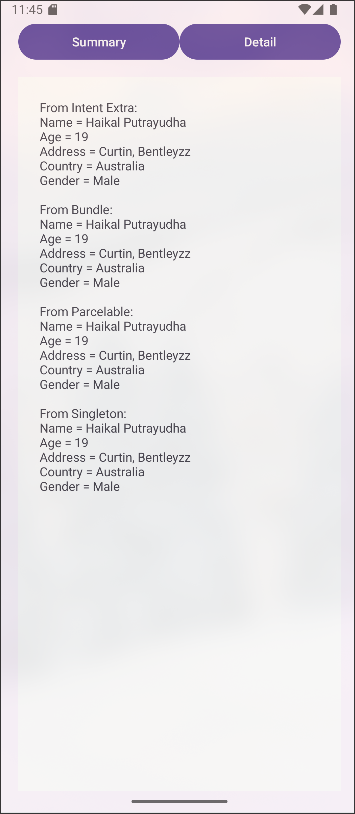 11:45
Summary Detail
From Intent Extra:
Name = Haikal Putrayudha
Age = 19
Address = Curtin, Bentleyzz
Country = Australia
Gender = Male
From Bundle:
Name = Haikal Putrayudha
Age = 19
Address = Curtin, Bentleyzz
Country = Australia
Gender = Male
From Parcelable:
Name = Haikal Putrayudha
Age = 19
Address = Curtin, Bentleyzz
Country = Australia
Gender = Male
From Singleton:
Name = Haikal Putrayudha
Age = 19
Address = Curtin, Bentleyzz
Country = Australia
Gender = Male